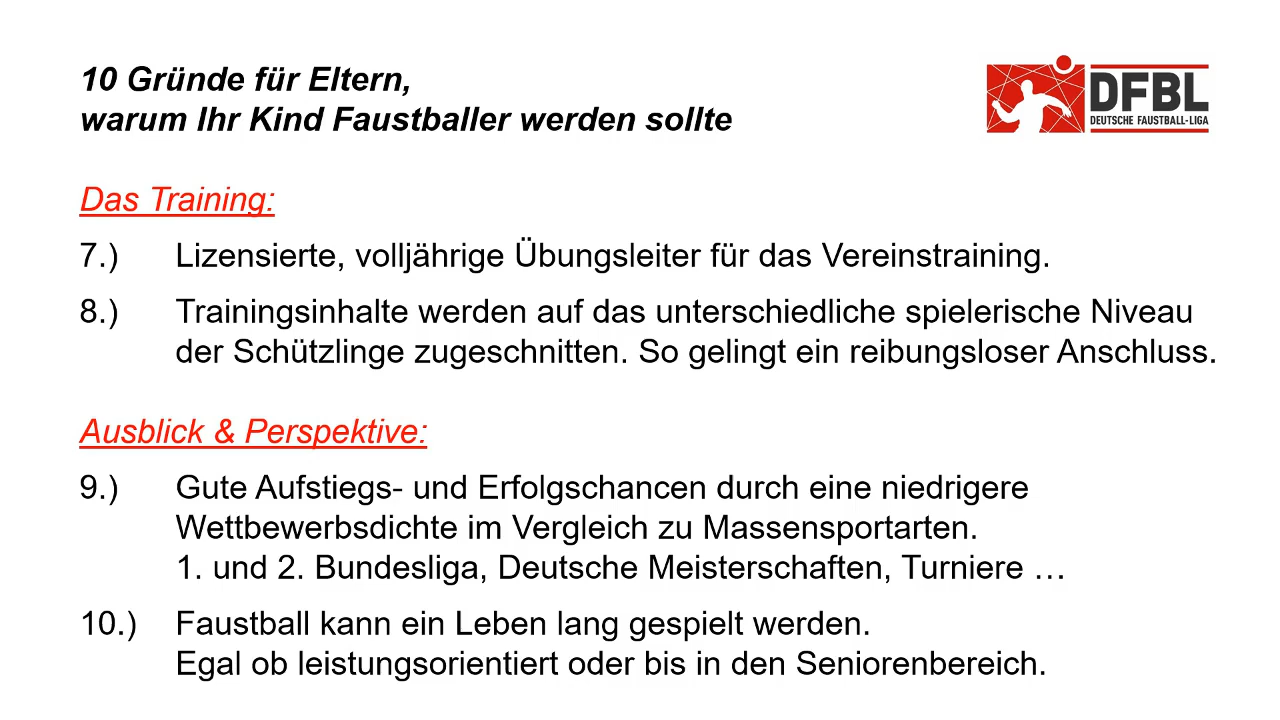 10 Gründe für Eltern,
warum Ihr Kind Faustballer werden sollte
DFBL
DEUTSCHE FAUSTBALL-LIGA
Das Training:
7.) Lizensierte, volljährige Übungsleiter für das Vereinstraining.
8.) Trainingsinhalte werden auf das unterschiedliche spielerische Niveau
der Schützlinge zugeschnitten. So gelingt ein reibungsloser Anschluss.
Ausblick & Perspektive:
9.) Gute Aufstiegs- und Erfolgschancen durch eine niedrigere
Wettbewerbsdichte im Vergleich zu Massensportarten.
1. und 2. Bundesliga, Deutsche Meisterschaften, Turniere …
10.) Faustball kann ein Leben lang gespielt werden.
Egal ob leistungsorientiert oder bis in den Seniorenbereich.